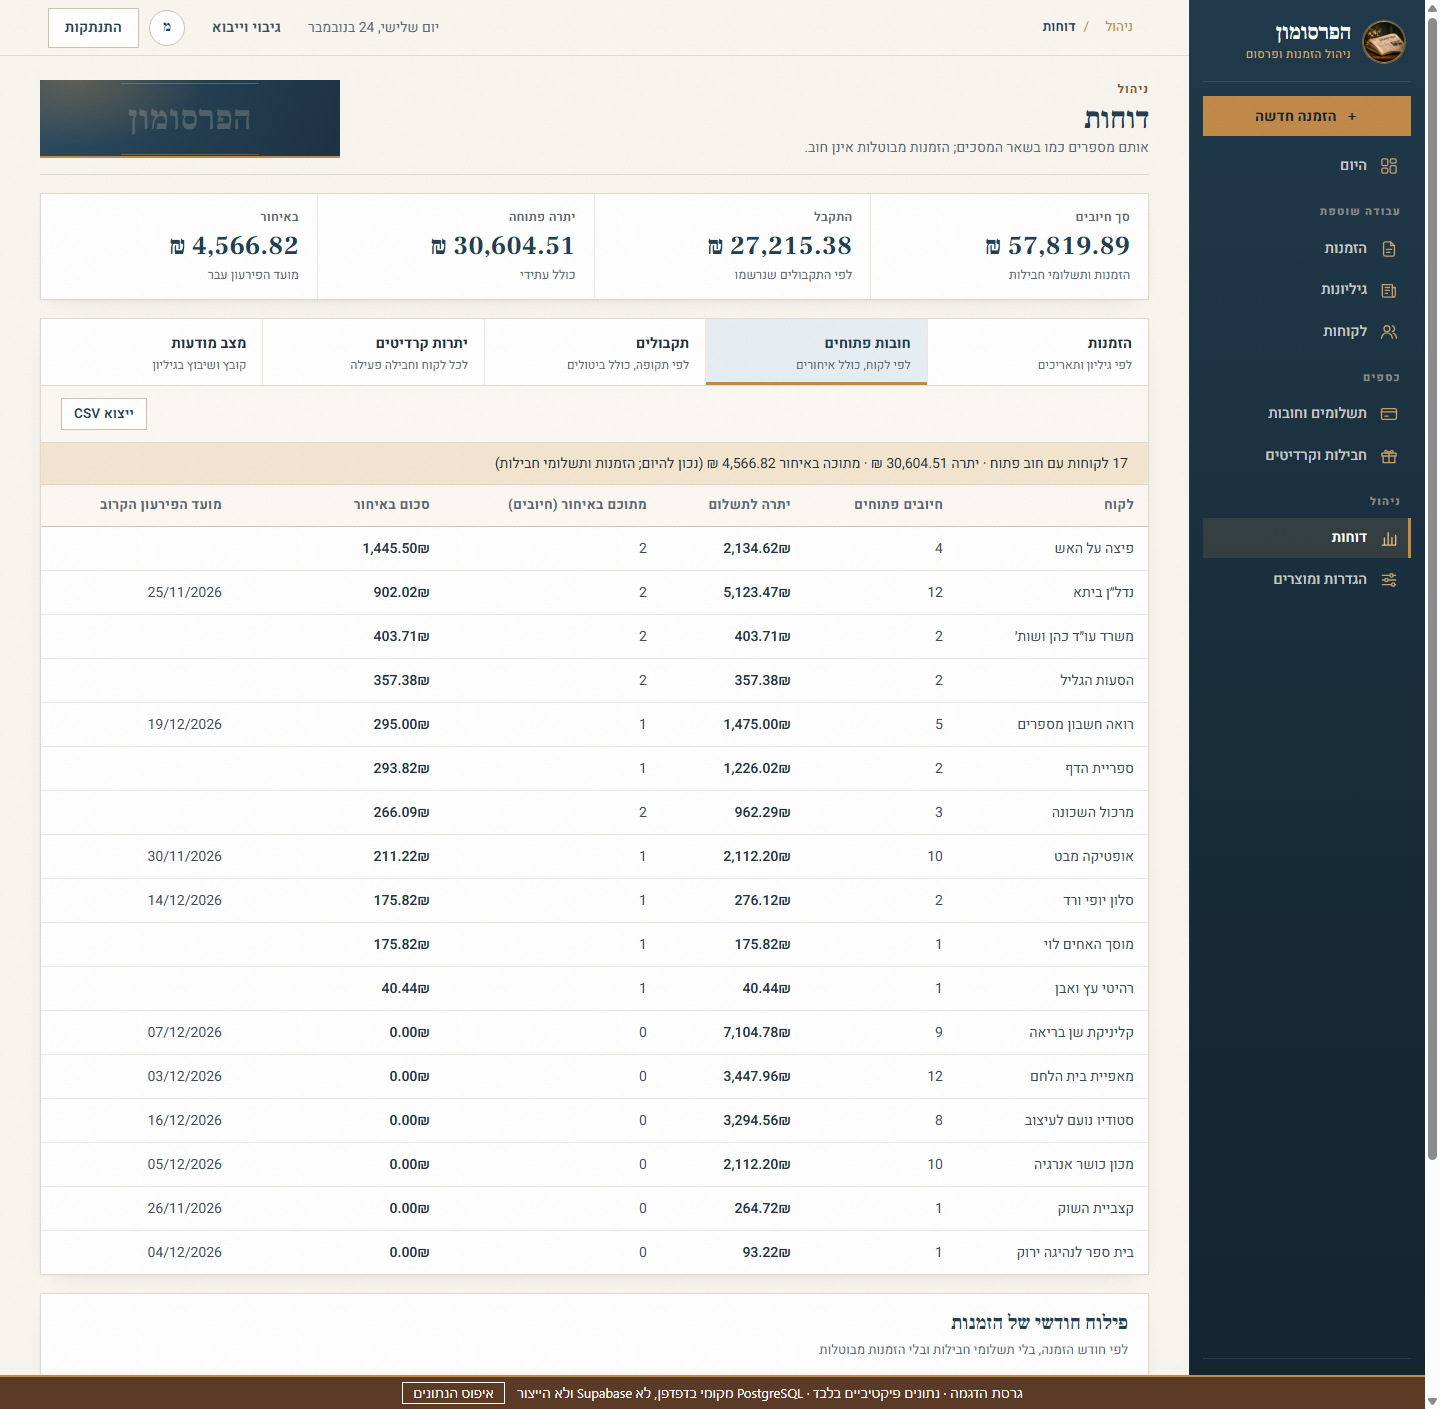 הפרסומון
ניהול הזמנות ופרסום
+ הזמנה חדשה
היום
עבודה שוטפת
הזמנות
גיליונות
לקוחות
כספים
תשלומים וחובות
חבילות וקרדיטים
ניהול
דוחות
הגדרות ומוצרים
ניהול / דוחות
יום שלישי, 24 בנובמבר
גיבוי וייבוא
מ
התנתקות
ניהול
דוחות
אותם מספרים כמו בשאר המסכים; הזמנות מבוטלות אינן חוב.
הפרסומון
סך חיובים
57,819.89 ₪
הזמנות ותשלומי חבילות
התקבל
27,215.38 ₪
לפי התקבולים שנרשמו
יתרה פתוחה
30,604.51 ₪
כולל עתידי
באיחור
4,566.82 ₪
מועד הפירעון עבר
הזמנות
לפי גיליון ותאריכים
חובות פתוחים
לפי לקוח, כולל איחורים
תקבולים
לפי תקופה, כולל ביטולים
יתרות קרדיטים
לכל לקוח וחבילה פעילה
מצב מודעות
קובץ ושיבוץ בגיליון
ייצוא CSV
17 לקוחות עם חוב פתוח · יתרה 30,604.51 ₪ · מתוכה באיחור 4,566.82 ₪ (נכון להיום; הזמנות ותשלומי חבילות)
לקוח חיובים פתוחים יתרה לתשלום מתוכם באיחור (חיובים) סכום באיחור מועד הפירעון הקרוב
פיצה על האש 4 2,134.62₪ 2 1,445.50₪
נדל"ן ביתא 12 5,123.47₪ 2 902.02₪ 25/11/2026
משרד עו"ד כהן ושות' 2 403.71₪ 2 403.71₪
הסעות הגליל 2 357.38₪ 2 357.38₪
רואה חשבון מספרים 5 1,475.00₪ 1 295.00₪ 19/12/2026
ספריית הדף 2 1,226.02₪ 1 293.82₪
מרכול השכונה 3 962.29₪ 2 266.09₪
אופטיקה מבט 10 2,112.20₪ 1 211.22₪ 30/11/2026
סלון יופי ורד 2 276.12₪ 1 175.82₪ 14/12/2026
מוסך האחים לוי 1 175.82₪ 1 175.82₪
רהיטי עץ ואבן 1 40.44₪ 1 40.44₪
קליניקת שן בריאה 9 7,104.78₪ 0 0.00₪ 07/12/2026
מאפיית בית הלחם 12 3,447.96₪ 0 0.00₪ 03/12/2026
סטודיו נועם לעיצוב 8 3,294.56₪ 0 0.00₪ 16/12/2026
מכון כושר אנרגיה 10 2,112.20₪ 0 0.00₪ 05/12/2026
קצביית השוק 1 264.72₪ 0 0.00₪ 26/11/2026
בית ספר לנהיגה ירוק 1 93.22₪ 0 0.00₪ 04/12/2026
פילוח חודשי של הזמנות
לפי חודש הזמנה, בלי תשלומי חבילות ובלי הזמנות מבוטלות
גרסת הדגמה · נתונים פיקטיביים בלבד · PostgreSQL מקומי בדפדפן, לא Supabase ולא הייצור
איפוס הנתונים